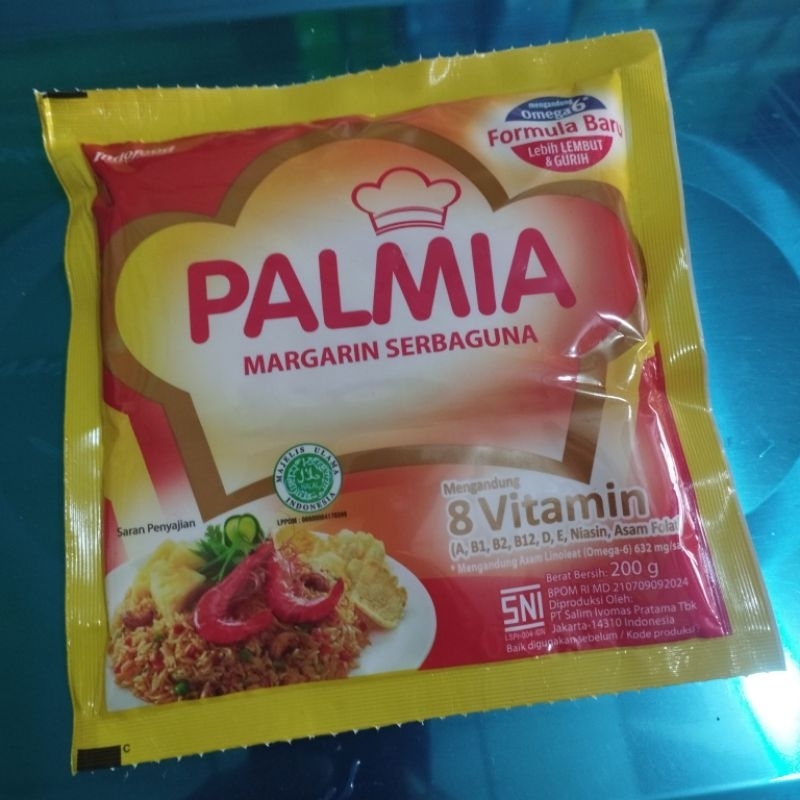 Indofood
mengandung
Omega 6*
Formula Baru
Lebih LEMBUT
& GURIH
PALMIA
MARGARIN SERBAGUNA
MAJELIS ULAMA
INDONESIA
Saran Penyajian
Mengandung
8 Vitamin
(A, B1, B2, B12, D, E, Niasin, Asam Folat
* Mengandung Asam Linoleat (Omega-6) 632 mg/sa
Berat Bersih: 200 g
SNI
BPOM RI MD 210709092024
Diproduksi Oleh:
PT Salim Ivomas Pratama Tbk
Jakarta-14310 Indonesia
Baik digunakan sebelum / Kode produksi:
C